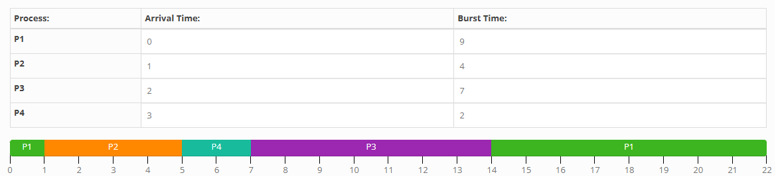 Process: Arrival Time: Burst Time:
P1 0 9
P2 1 4
P3 2 7
P4 3 2
P1 P2 P4 P3 P1
0 1 2 3 4 5 6 7 8 9 10 11 12 13 14 15 16 17 18 19 20 21 22